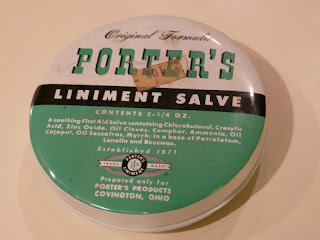 Original Formula
PORTER'S
LINIMENT SALVE
CONTENTS 2-1/4 OZ.
A soothing First Aid Salve containing Chlorobutanol, Cresylic
Acid, Zinc Oxide, Oil Cloves, Camphor, Ammonia, Oil
Cajeput, Oil Sassafras, Myrrh: In a base of Petrolatum,
Lanolin and Beeswax.
Established 1871
TRADE MARK
Prepared only for
PORTER'S PRODUCTS
COVINGTON, OHIO